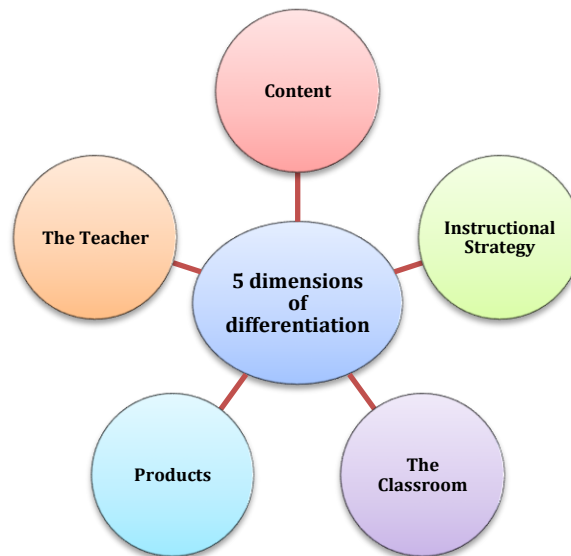 Content
The Teacher
Instructional
Strategy
5 dimensions
of
differentiation
Products
The
Classroom